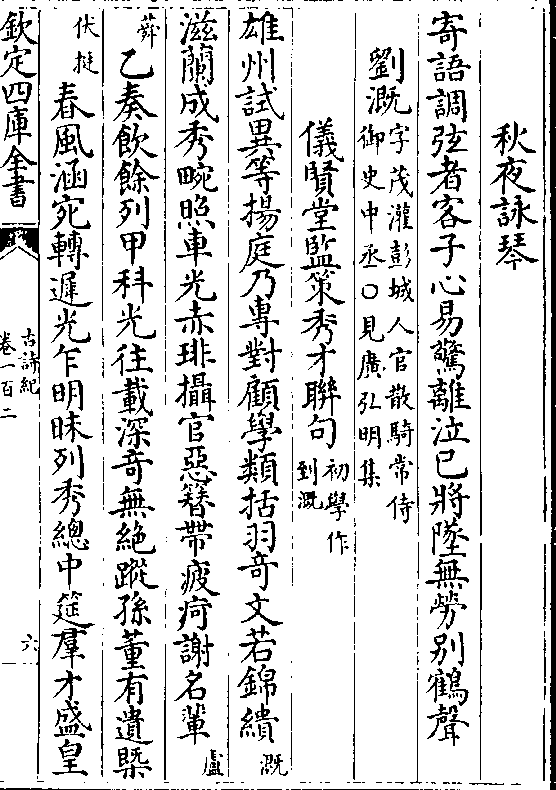 秋夜詠琴
寄語調弦者客子心易驚離泣已將墜無勞别鶴聲
劉溉字茂灌彭城人官散騎常侍
御史中丞○見廣弘明集
儀賢堂監策秀才聯句初學作
到溉
雄州試異等揚庭乃專對顧學類括羽竒文若錦繢溉
滋蘭成秀畹照車光赤琲攝官惡簪帶疲痾謝名軰盧
蕣乙奏飲餘列甲科光往載深竒無絶蹤孫董有遺槩
伏挺春風涵宛轉遲光乍明昧列秀總中筵羣才盛皇
欽定四庫全書
古詩紀
卷一百二
六